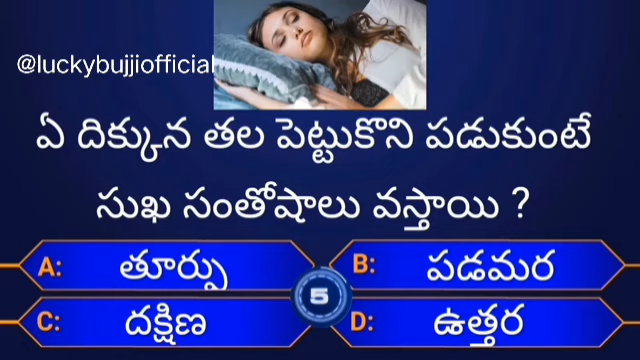 @luckybujjiofficial
ఏ దిక్కున తల పెట్టుకొని పడుకుంటే
సుఖ సంతోషాలు వస్తాయి ?
A: తూర్పు
B: పడమర
5
C: దక్షిణ
D: ఉత్తర